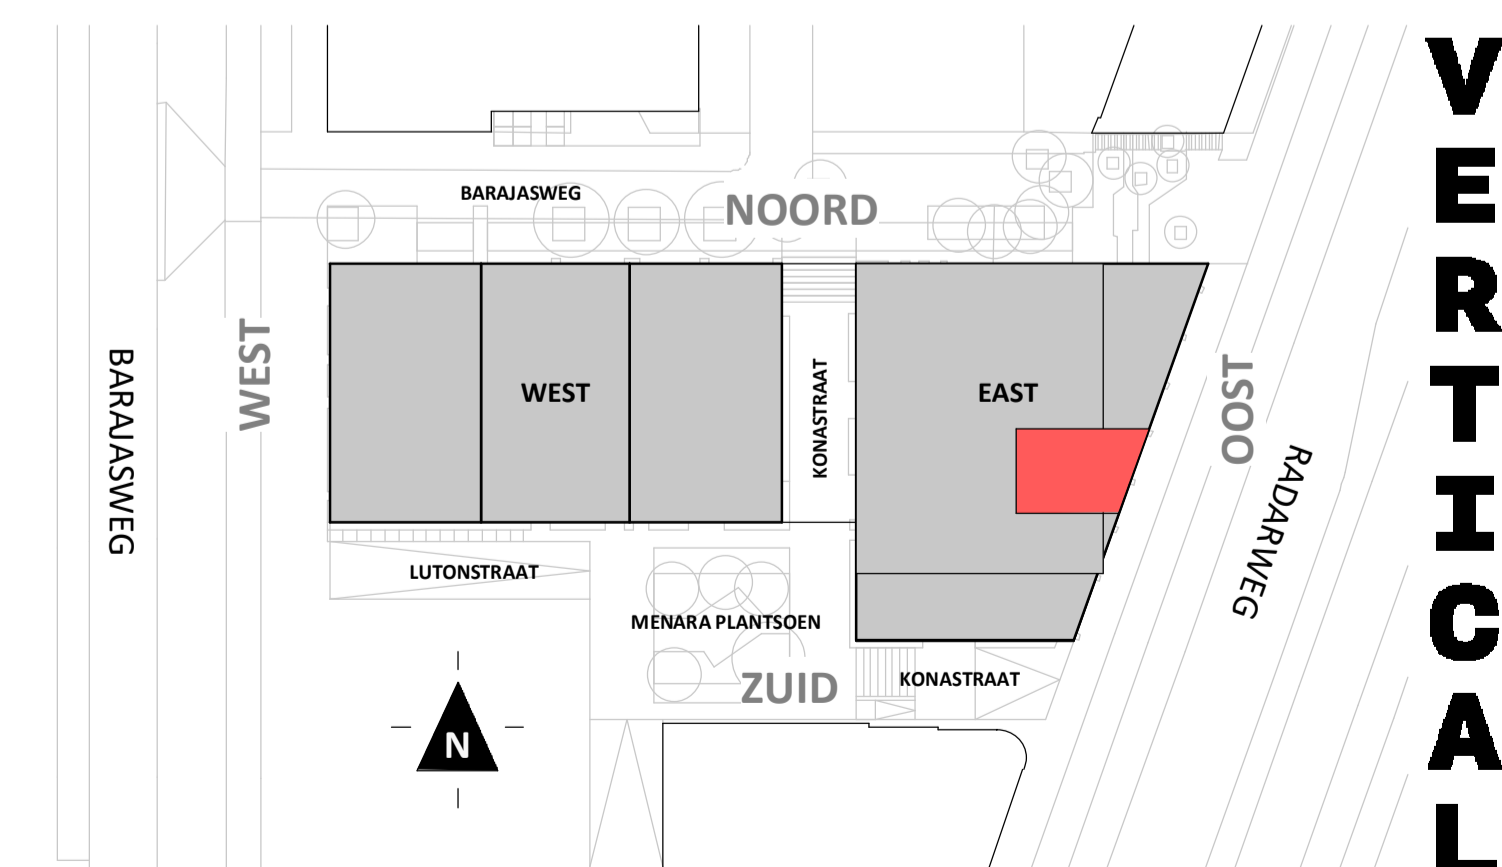 BARAJASWEG
NOORD
WEST
BARAJASWEG
WEST
KONASTRAAT
EAST
OOST
RADARWEG
LUTONSTRAAT
MENARA PLANTSOEN
ZUID
KONASTRAAT
N
VERTICAL